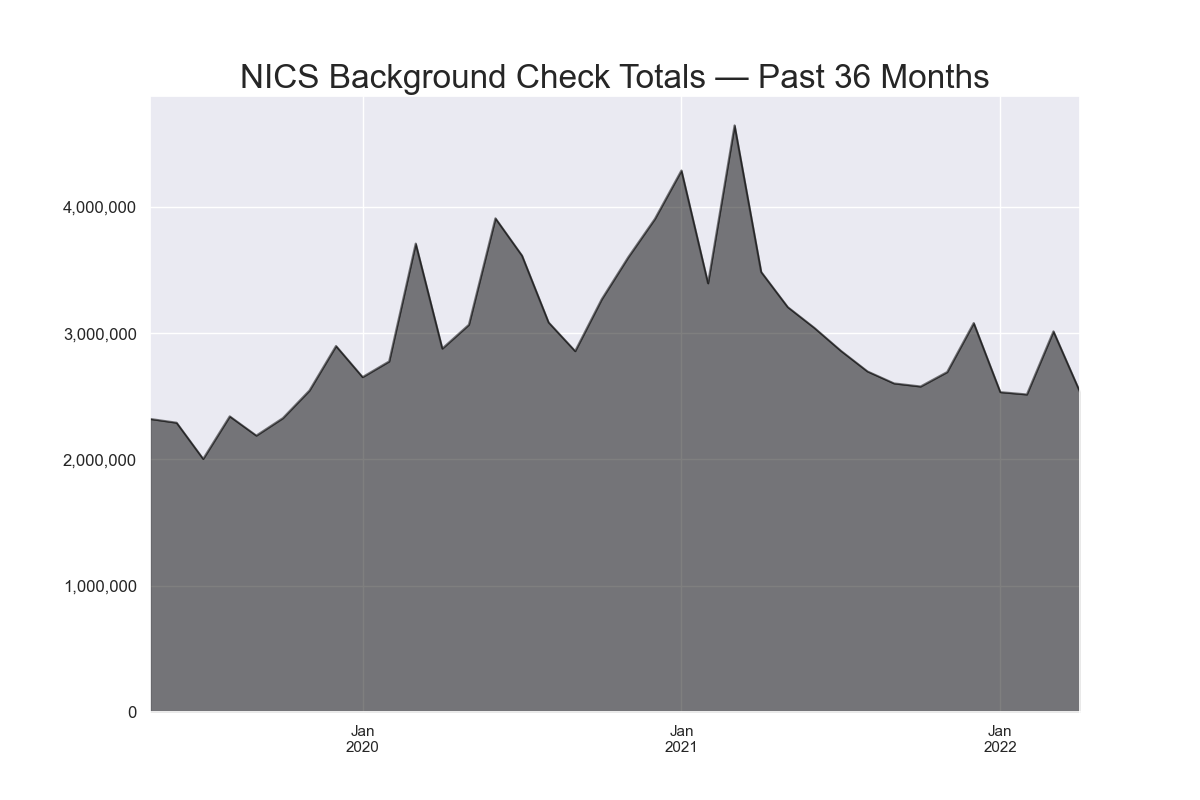 NICS Background Check Totals — Past 36 Months
4,000,000
3,000,000
2,000,000
1,000,000
0
Jan
2020
Jan
2021
Jan
2022